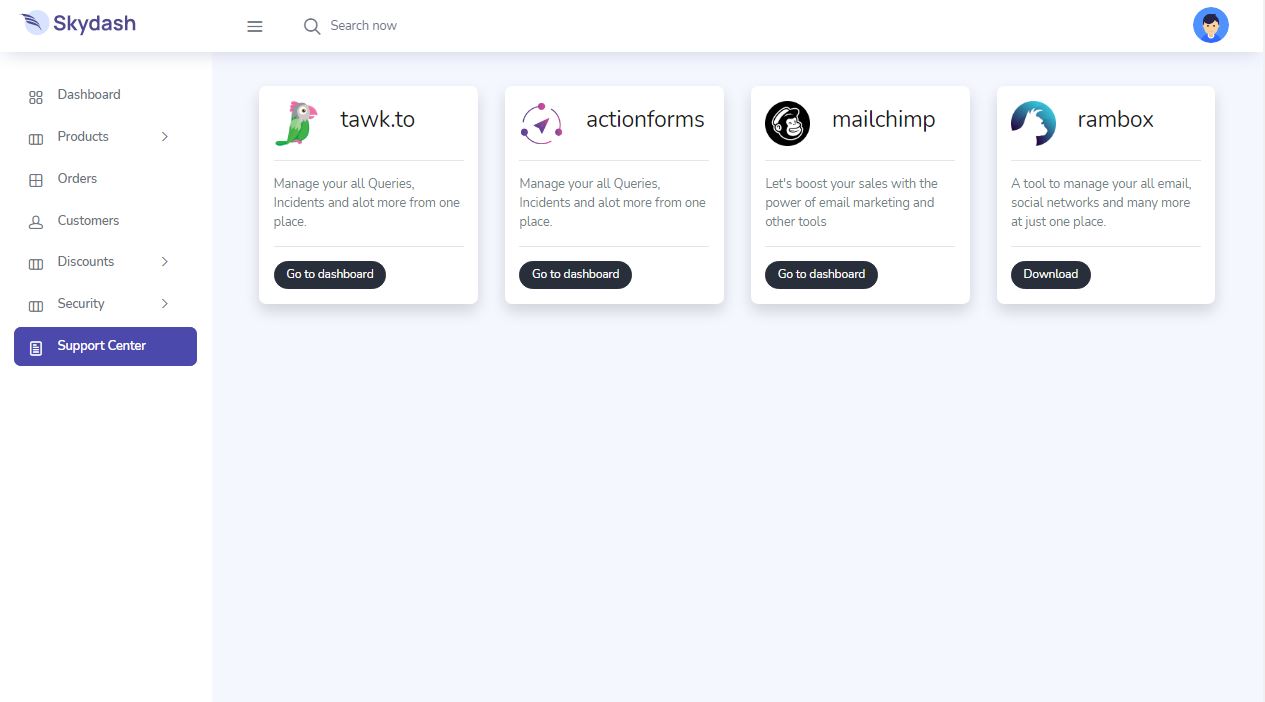 Skydash
Search now
Dashboard
Products
Orders
Customers
Discounts
Security
Support Center
tawk.to
Manage your all Queries,
Incidents and alot more from one
place.
Go to dashboard
actionforms
Manage your all Queries,
Incidents and alot more from one
place.
Go to dashboard
mailchimp
Let's boost your sales with the
power of email marketing and
other tools
Go to dashboard
rambox
A tool to manage your all email,
social networks and many more
at just one place.
Download